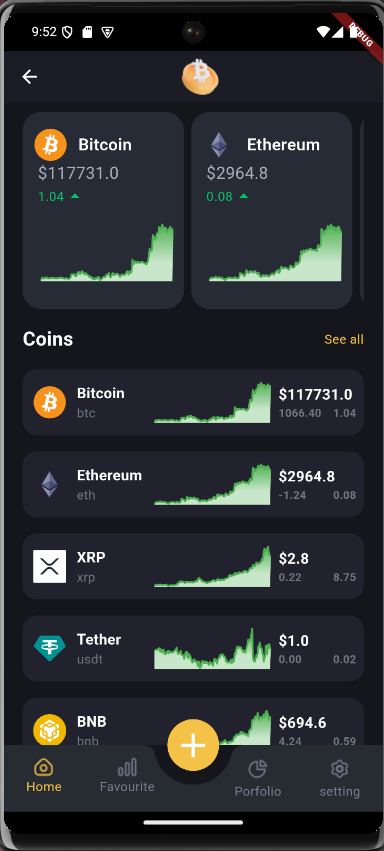 9:52
DEBUG
Bitcoin
Ethereum
$117731.0
$2964.8
1.04
0.08
Coins
See all
Bitcoin
$117731.0
btc
1066.40 1.04
Ethereum
$2964.8
eth
-1.24 0.08
XRP
$2.8
xrp
0.22 8.75
Tether
$1.0
usdt
0.00 0.02
BNB
$694.6
bnb
4.24 0.59
Home
Favourite
Porfolio
setting